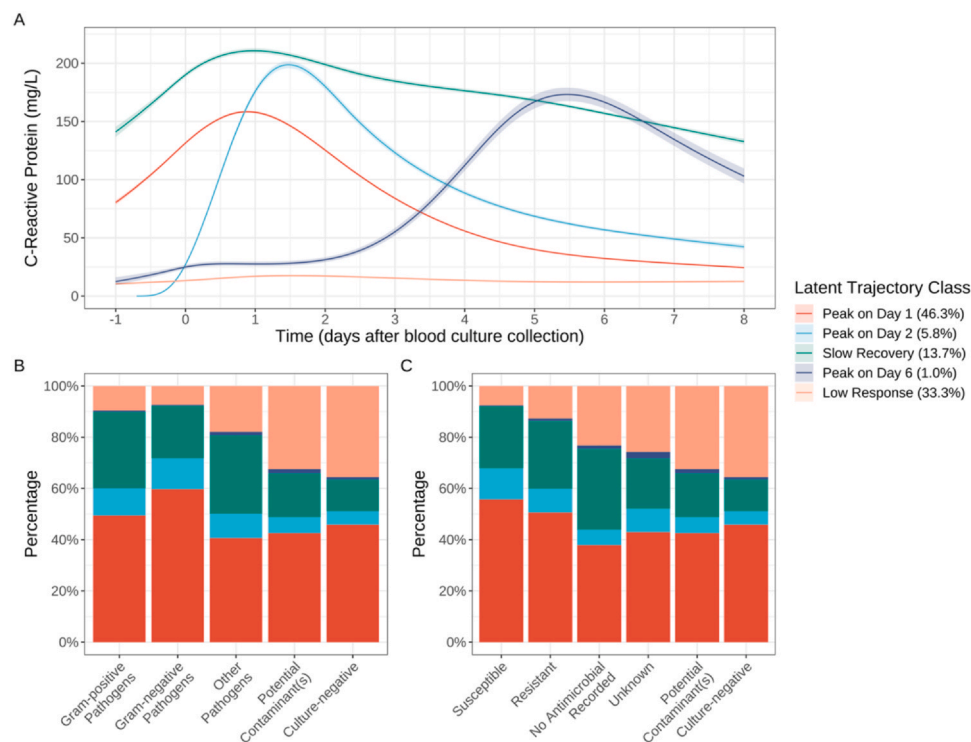 A
C-Reactive Protein (mg/L)
200
150
100
50
0
-1 0 1 2 3 4 5 6 7 8
Time (days after blood culture collection)
Latent Trajectory Class
Peak on Day 1 (46.3%)
Peak on Day 2 (5.8%)
Slow Recovery (13.7%)
Peak on Day 6 (1.0%)
Low Response (33.3%)
B
Percentage
100%
80%
60%
40%
20%
0%
Gram-positive
Pathogens
Gram-negative
Pathogens
Other
Pathogens
Potential
Contaminant(s)
Culture-negative
C
Percentage
100%
80%
60%
40%
20%
0%
Susceptible
Resistant
No Antimicrobial
Recorded
Unknown
Potential
Contaminant(s)
Culture-negative